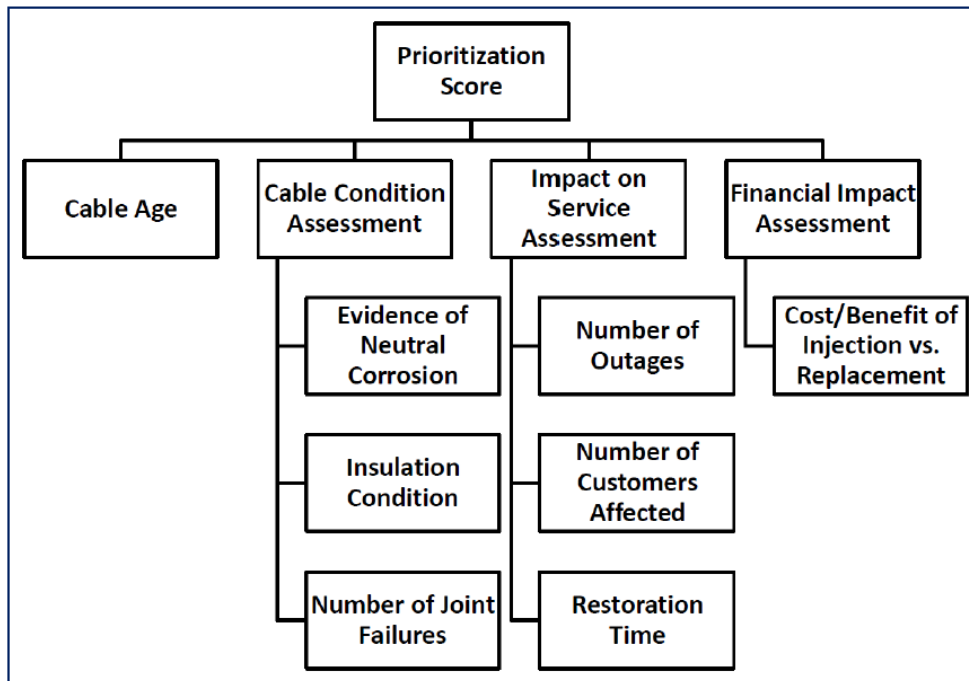 Prioritization
Score
Cable Age
Cable Condition
Assessment
Impact on
Service
Assessment
Financial Impact
Assessment
Evidence of
Neutral
Corrosion
Number of
Outages
Cost/Benefit of
Injection vs.
Replacement
Insulation
Condition
Number of
Customers
Affected
Number of Joint
Failures
Restoration
Time